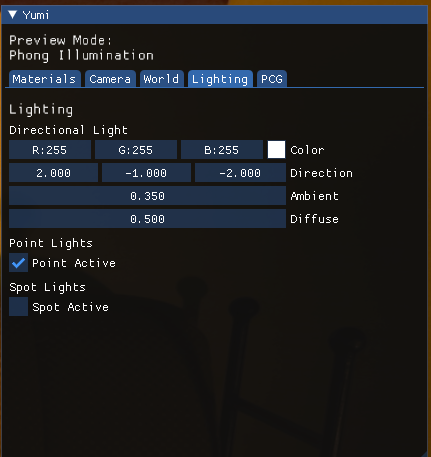 Yumi
Preview Mode:
Phong Illumination
Materials Camera World Lighting PCG
Lighting
Directional Light
R:255 G:255 B:255 Color
2.000 -1.000 -2.000 Direction
0.350 Ambient
0.500 Diffuse
Point Lights
Point Active
Spot Lights
Spot Active